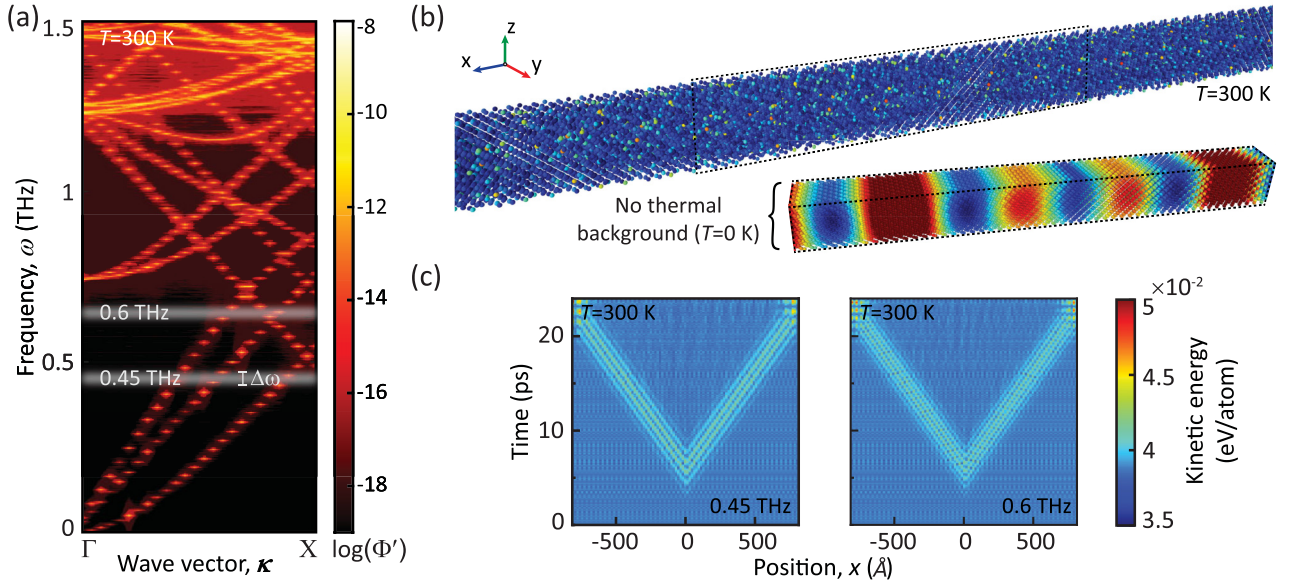 (a)
1.5
1
0.5
0
Frequency, ω (THz)
T=300 K
0.6 THz
0.45 THz
Δω
Γ
X
Wave vector, κ
-8
-10
-12
-14
-16
-18
log(Φ′)
(b)
z
x
y
T=300 K
No thermal
background (T=0 K)
(c)
Time (ps)
20
10
0
T=300 K
0.45 THz
-500
0
500
T=300 K
0.6 THz
-500
0
500
Position, x (Å)
×10⁻²
5
4.5
4
3.5
Kinetic energy
(eV/atom)